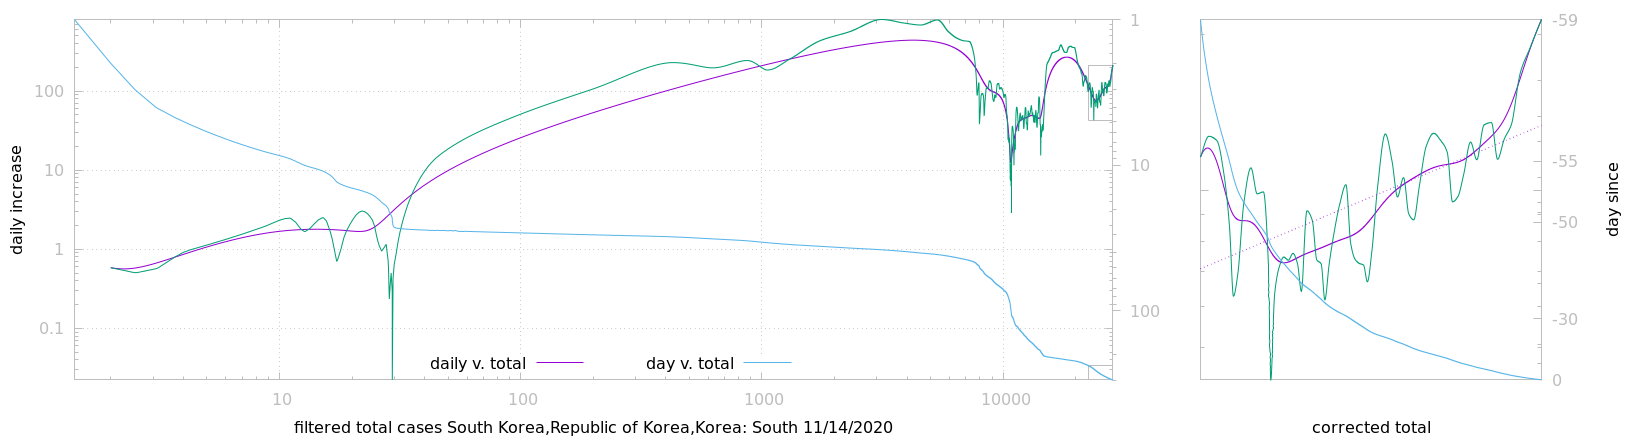 daily increase
100
10
1
0.1
10
100
1000
10000
1
10
100
daily v. total
day v. total
filtered total cases South Korea,Republic of Korea,Korea: South 11/14/2020
-59
-55
-50
-30
0
day since
corrected total